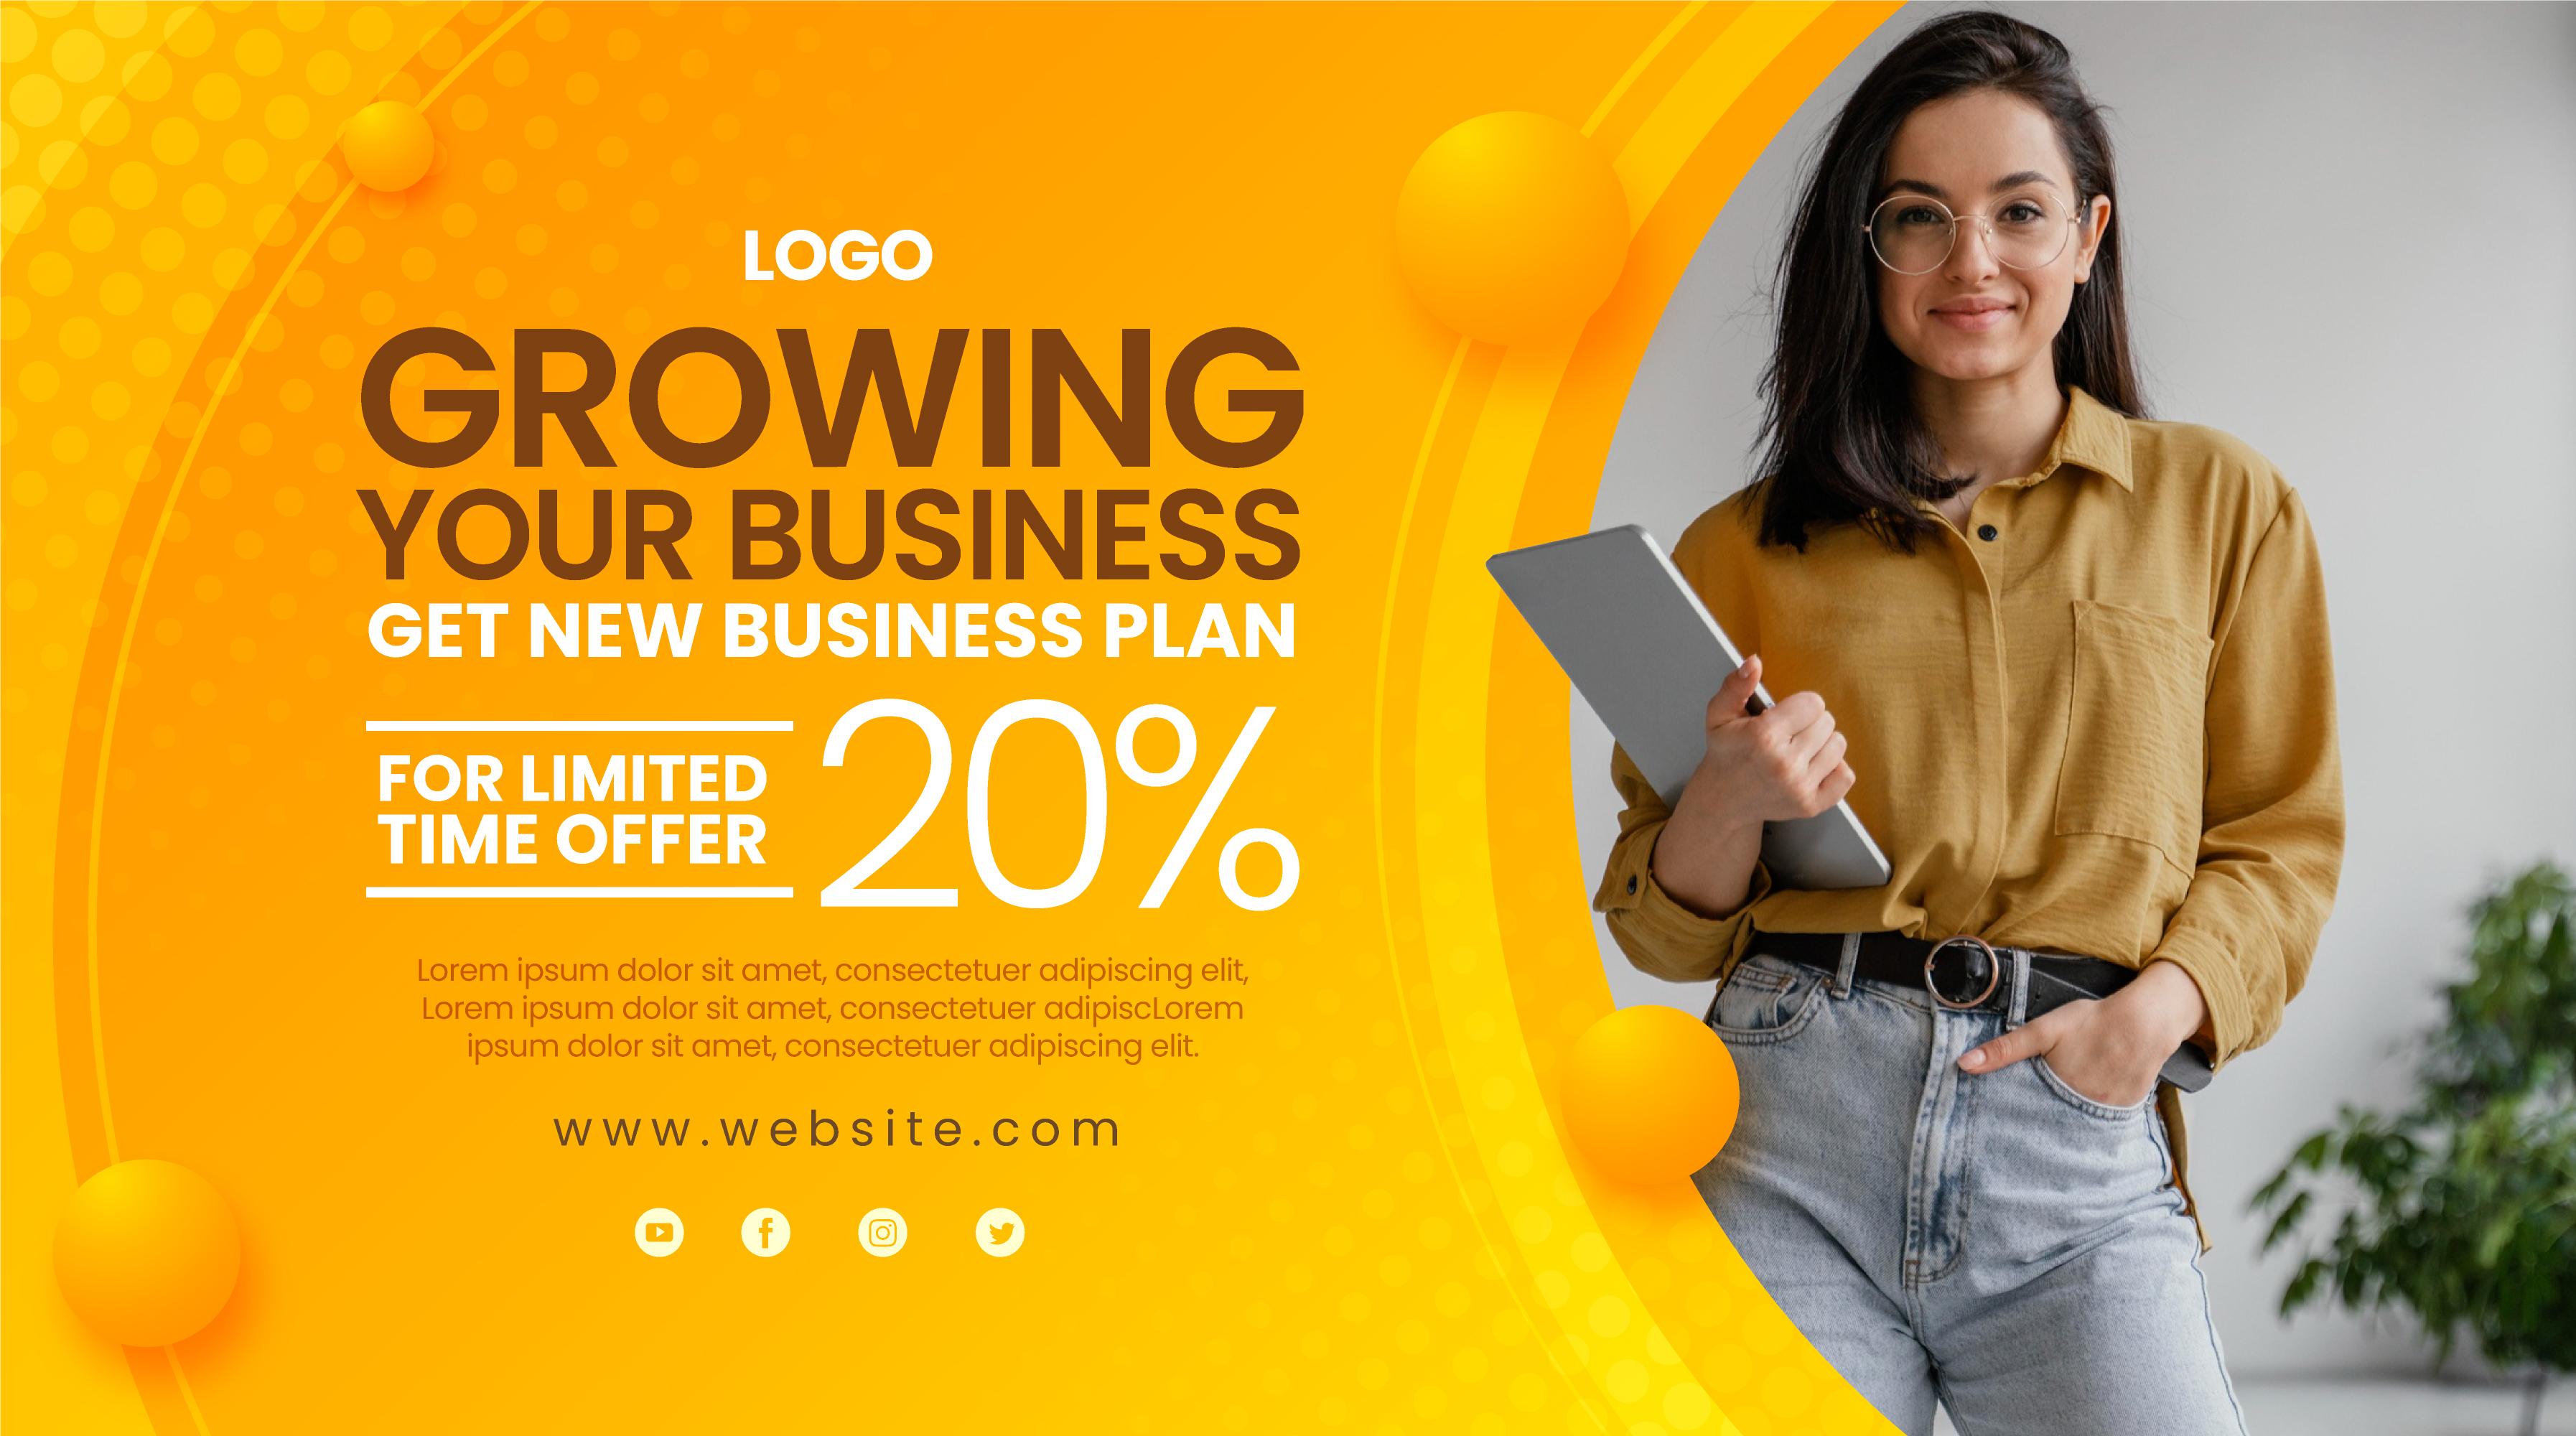 LOGO
GROWING
YOUR BUSINESS
GET NEW BUSINESS PLAN
FOR LIMITED
TIME OFFER
20%
Lorem ipsum dolor sit amet, consectetuer adipiscing elit,
Lorem ipsum dolor sit amet, consectetuer adipiscLorem
ipsum dolor sit amet, consectetuer adipiscing elit.
www.website.com